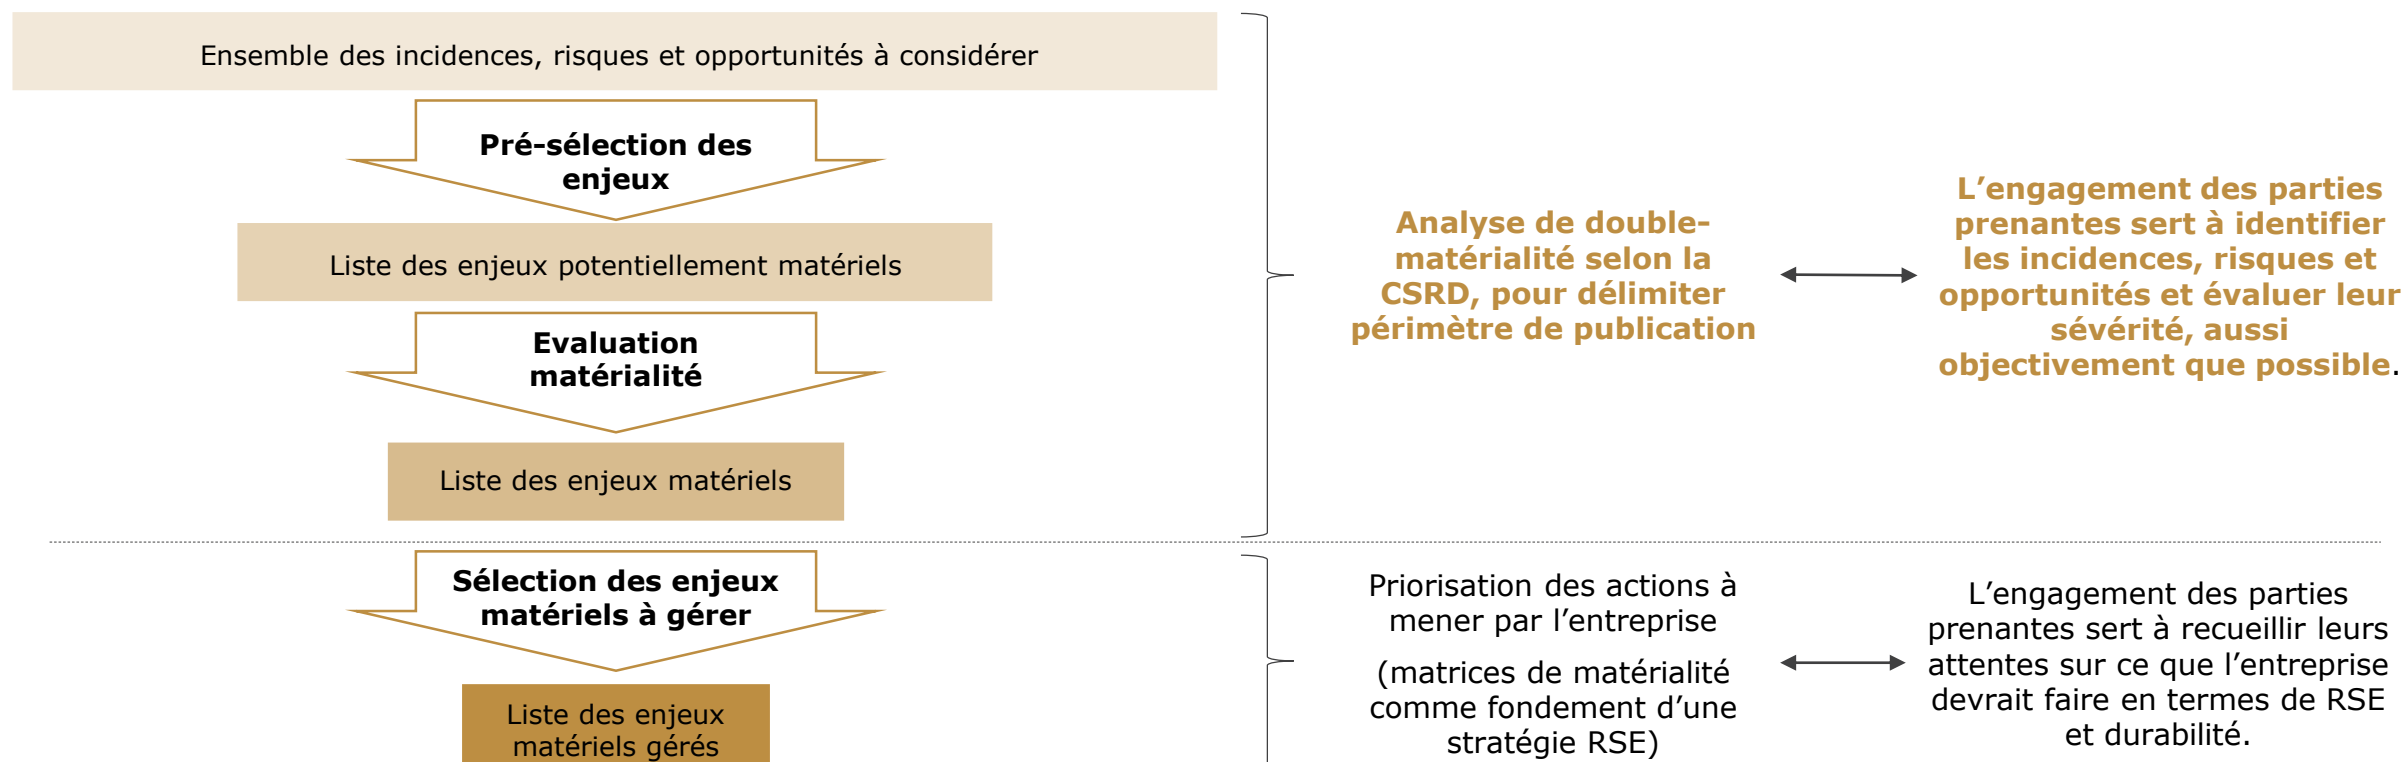 Ensemble des incidences, risques et opportunités à considérer
Pré-sélection des
enjeux
Liste des enjeux potentiellement matériels
Evaluation
matérialité
Liste des enjeux matériels
Analyse de double-
matérialité selon la
CSRD, pour délimiter
périmètre de publication
L’engagement des parties
prenantes sert à identifier
les incidences, risques et
opportunités et évaluer leur
sévérité, aussi
objectivement que possible.
Sélection des enjeux
matériels à gérer
Liste des enjeux
matériels gérés
Priorisation des actions à
mener par l’entreprise
(matrices de matérialité
comme fondement d’une
stratégie RSE)
L’engagement des parties
prenantes sert à recueillir leurs
attentes sur ce que l’entreprise
devrait faire en termes de RSE
et durabilité.